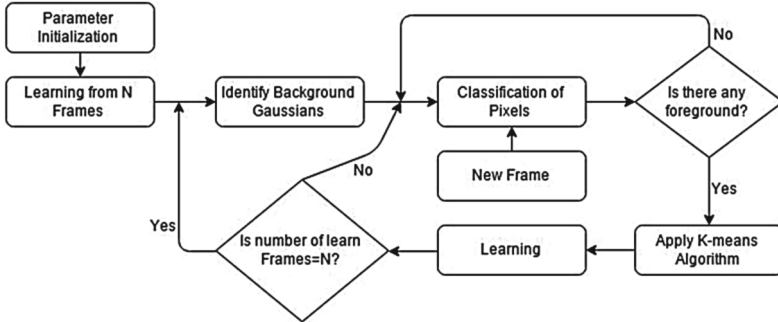 Parameter
Initialization
Learning from N
Frames
Identify Background
Gaussians
Classification of
Pixels
No
Is there any
foreground?
New Frame
No
Yes
Yes
Is number of learn
Frames=N?
Learning
Apply K-means
Algorithm